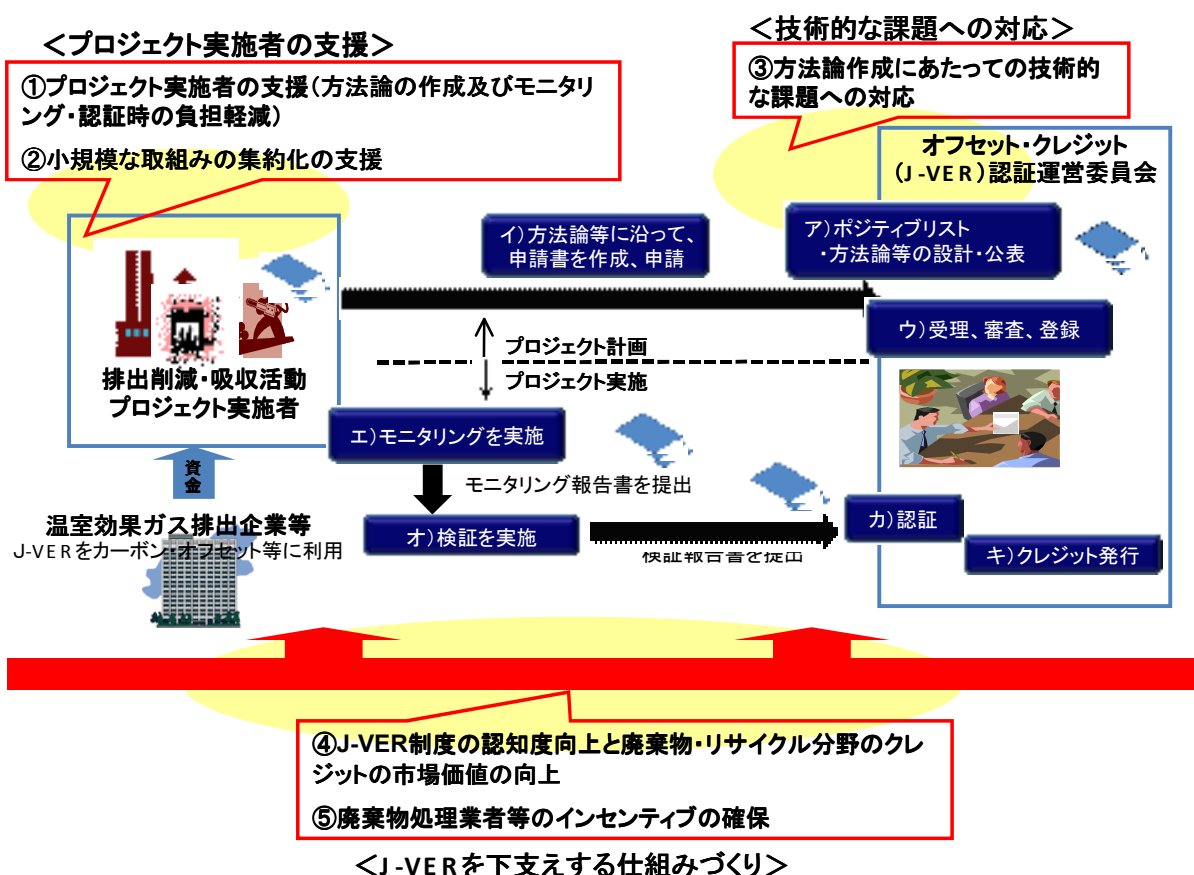 ＜プロジェクト実施者の支援＞
①プロジェクト実施者の支援（方法論の作成及びモニタリ
ング・認証時の負担軽減）
②小規模な取組みの集約化の支援
＜技術的な課題への対応＞
③方法論作成にあたっての技術的
な課題への対応
オフセット・クレジット
（J-VER）認証運営委員会
イ）方法論等に沿って、
申請書を作成、申請
ア）ポジティブリスト
・方法論等の設計・公表
ウ）受理、審査、登録
プロジェクト計画
プロジェクト実施
排出削減・吸収活動
プロジェクト実施者
エ）モニタリングを実施
モニタリング報告書を提出
資金
温室効果ガス排出企業等
J-VERをカーボン・オフセット等に利用
オ）検証を実施
検証報告書を提出
カ）認証
キ）クレジット発行
④J-VER制度の認知度向上と廃棄物・リサイクル分野のクレ
ジットの市場価値の向上
⑤廃棄物処理業者等のインセンティブの確保
＜J-VERを下支えする仕組みづくり＞